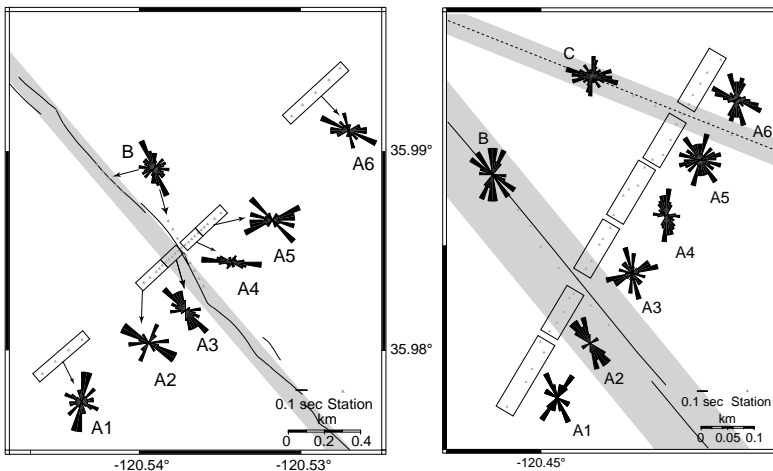 B
A6
A5
A4
A3
A2
A1
0.1 sec Station
km
0 0.2 0.4
-120.54°
-120.53°
35.99°
35.98°
C
B
A6
A5
A4
A3
A2
A1
0.1 sec Station
km
0 0.05 0.1
-120.45°